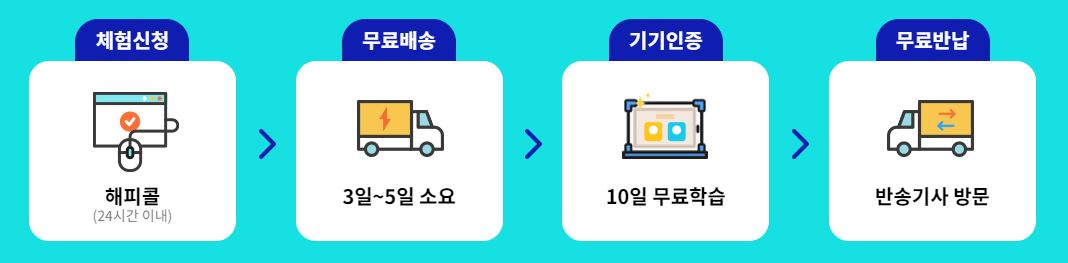 체험신청
해피콜
(24시간 이내)
무료배송
3일~5일 소요
기기인증
10일 무료학습
무료반납
반송기사 방문